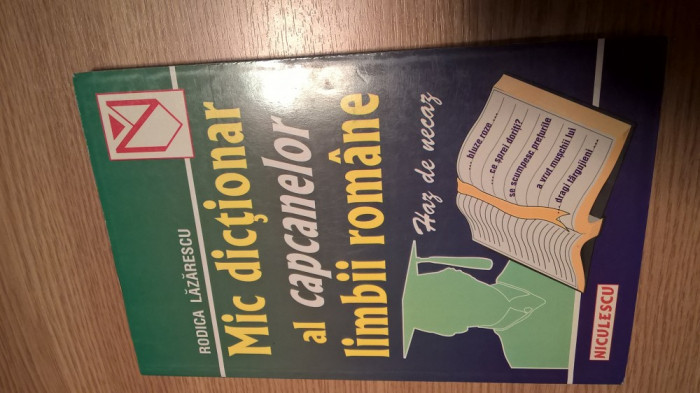 RODICA LĂZĂRESCU
Mic dicționar
al capcanelor
limbii române
Haz de necaz
... bluze roze ...
... ce sprei doriți?
se scumpesc prețurile
a vrut mușchii lui
...dragi târgujieni ...
NICULESCU